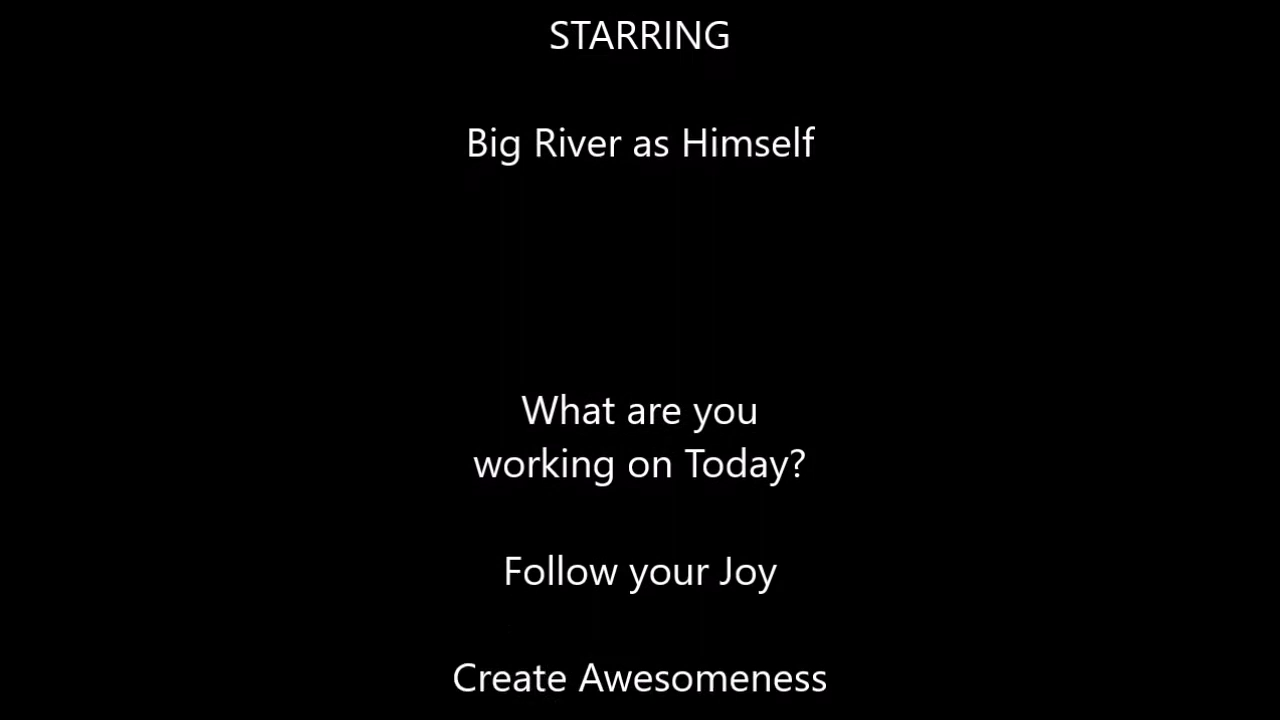 STARRING
Big River as Himself
What are you
working on Today?
Follow your Joy
Create Awesomeness